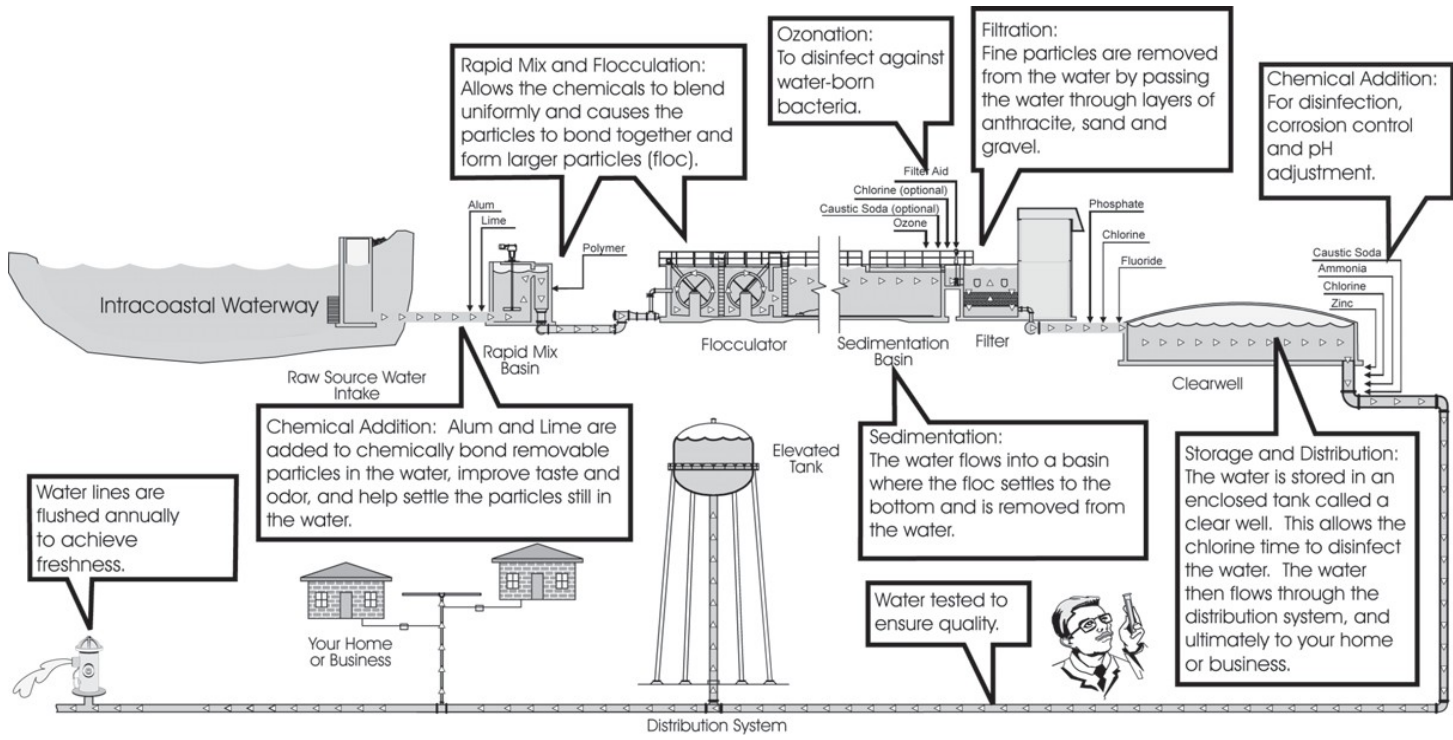 Rapid Mix and Flocculation:
Allows the chemicals to blend
uniformly and causes the
particles to bond together and
form larger particles (floc).
Ozonation:
To disinfect against
water-born
bacteria.
Filtration:
Fine particles are removed
from the water by passing
the water through layers of
anthracite, sand and
gravel.
Chemical Addition:
For disinfection,
corrosion control
and pH
adjustment.
Alum
Lime
Polymer
Filter Aid
Chlorine (optional)
Caustic Soda (optional)
Ozone
Phosphate
Chlorine
Fluoride
Caustic Soda
Ammonia
Chlorine
Zinc
Intracoastal Waterway
Raw Source Water
Intake
Rapid Mix
Basin
Flocculator
Sedimentation
Basin
Filter
Clearwell
Chemical Addition: Alum and Lime are
added to chemically bond removable
particles in the water, improve taste and
odor, and help settle the particles still in
the water.
Elevated
Tank
Sedimentation:
The water flows into a basin
where the floc settles to the
bottom and is removed from
the water.
Storage and Distribution:
The water is stored in an
enclosed tank called a
clear well. This allows the
chlorine time to disinfect
the water. The water
then flows through the
distribution system, and
ultimately to your home
or business.
Water lines are
flushed annually
to achieve
freshness.
Your Home
or Business
Water tested to
ensure quality.
Distribution System